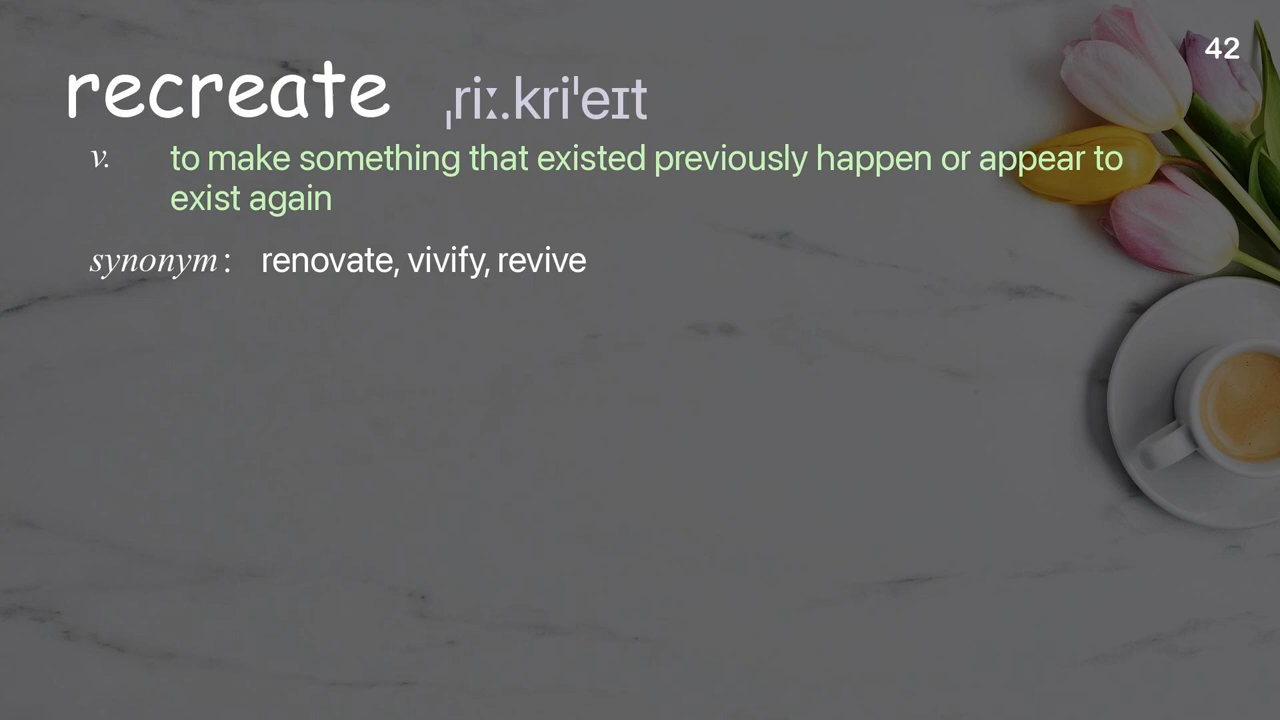 42
recreate ˌriː.kriˈeɪt
v. to make something that existed previously happen or appear to
exist again
synonym : renovate, vivify, revive